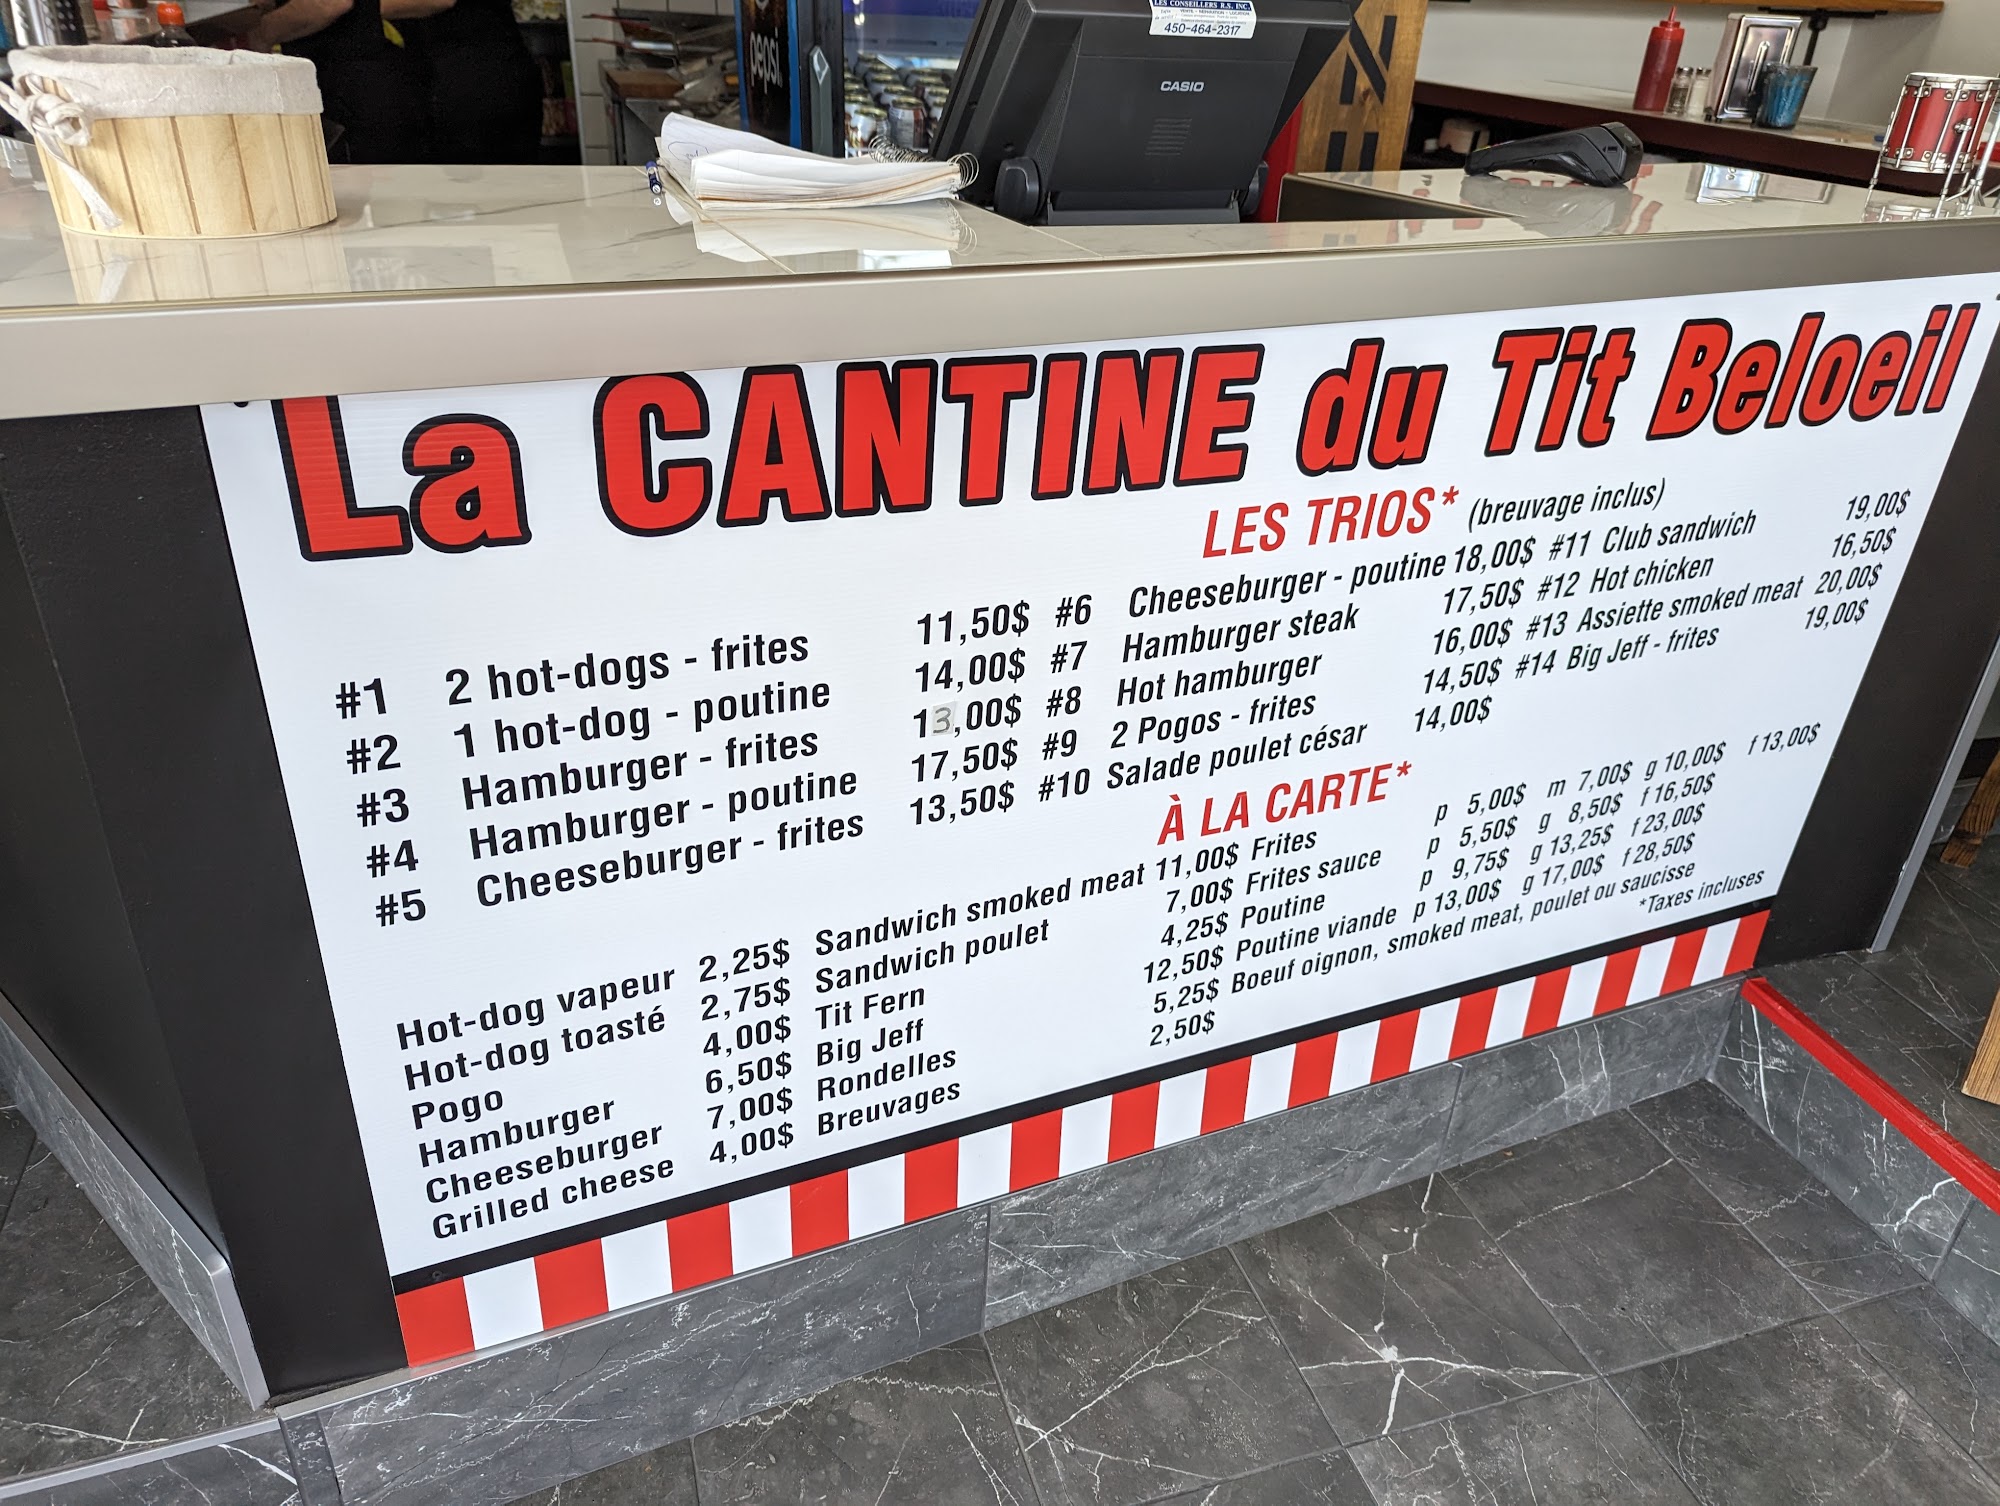 LES CONSEILLERS R.S. INC.
450-464-2317
pepsi
CASIO
La CANTINE du Tit Beloeil
LES TRIOS* (breuvage inclus)
#1 2 hot-dogs - frites 11,50$
#2 1 hot-dog - poutine 14,00$
#3 Hamburger - frites 13,00$
#4 Hamburger - poutine 17,50$
#5 Cheeseburger - frites 13,50$
#6 Cheeseburger - poutine 18,00$
#7 Hamburger steak 17,50$
#8 Hot hamburger 16,00$
#9 2 Pogos - frites 14,50$
#10 Salade poulet césar 14,00$
#11 Club sandwich 19,00$
#12 Hot chicken 16,50$
#13 Assiette smoked meat 20,00$
#14 Big Jeff - frites 19,00$
À LA CARTE*
Hot-dog vapeur 2,25$
Hot-dog toasté 2,75$
Pogo 4,00$
Hamburger 6,50$
Cheeseburger 7,00$
Grilled cheese 4,00$
Sandwich smoked meat 11,00$
Sandwich poulet 7,00$
Tit Fern 4,25$
Big Jeff 12,50$
Rondelles 5,25$
Breuvages 2,50$
Frites p 5,00$ m 7,00$ g 10,00$ f 13,00$
Frites sauce p 5,50$ g 8,50$ f 16,50$
Poutine p 9,75$ g 13,25$ f 23,00$
Poutine viande p 13,00$ g 17,00$ f 28,50$
Boeuf oignon, smoked meat, poulet ou saucisse
*Taxes incluses